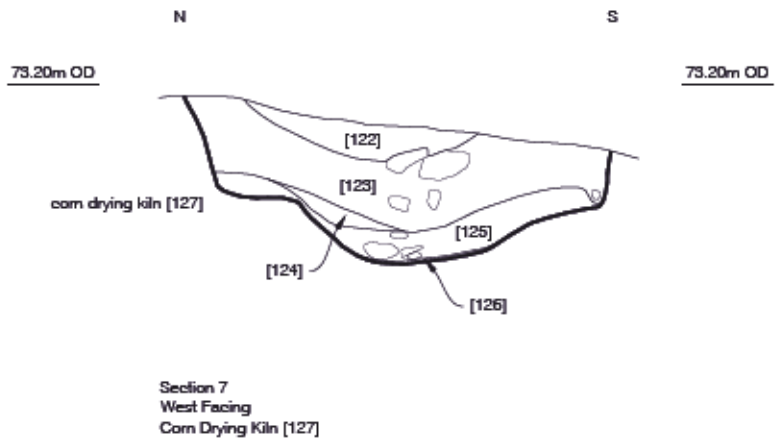 N S
73.20m OD 73.20m OD
[122]
[123]
corn drying kiln [127]
[125]
[124]
[126]
Section 7
West Facing
Corn Drying Kiln [127]